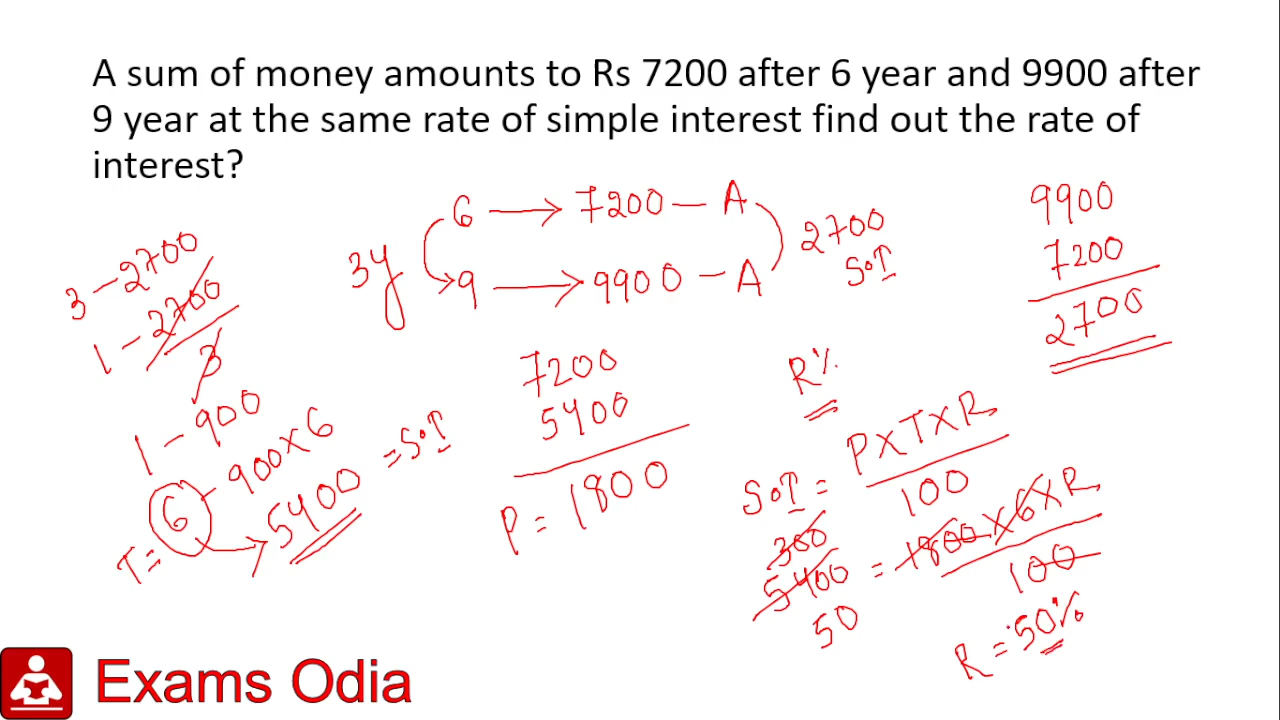 A sum of money amounts to Rs 7200 after 6 year and 9900 after
9 year at the same rate of simple interest find out the rate of
interest?
6 → 7200 — A
3y
9 → 9900 — A
2700
S•I
9900
7200
2700
3 — 2700
1 — 2700
3
1 — 900
6 — 900 × 6
T =
5400
= S•I
7200
5400
P = 1800
R%
S•I = P×T×R
100
300
5400 = 1800 × 6 × R
100
50
R = 50%
Exams Odia